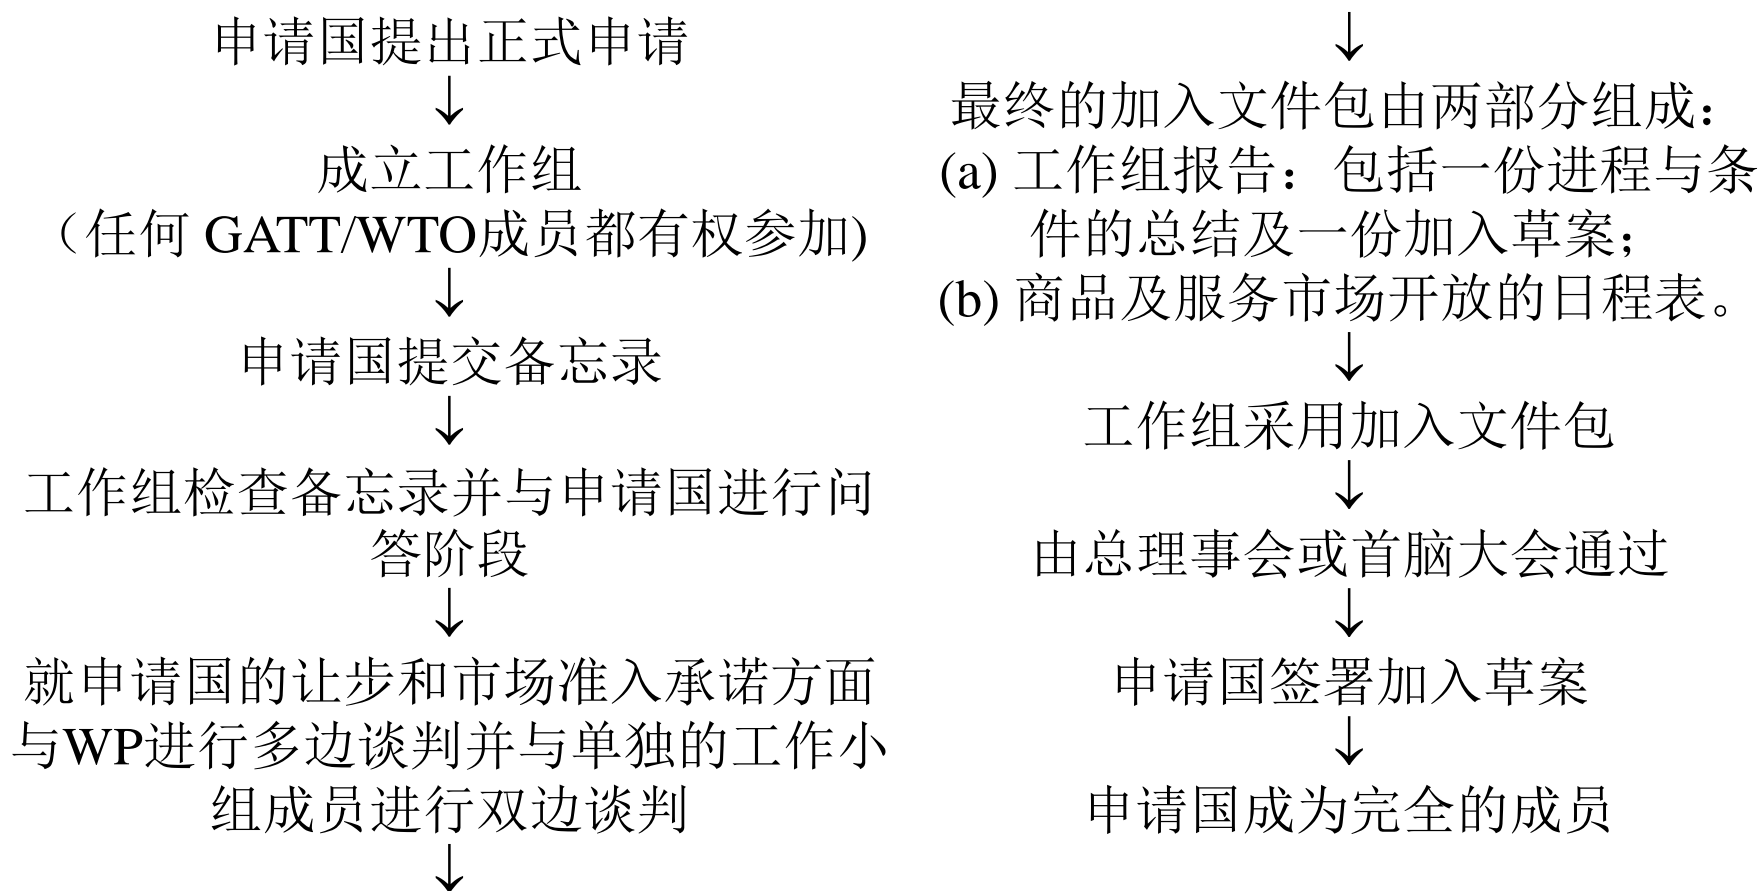 申请国提出正式申请
↓
成立工作组
（任何 GATT/WTO成员都有权参加)
↓
申请国提交备忘录
↓
工作组检查备忘录并与申请国进行问
答阶段
↓
就申请国的让步和市场准入承诺方面
与WP进行多边谈判并与单独的工作小
组成员进行双边谈判
↓
↓
最终的加入文件包由两部分组成：
(a) 工作组报告：包括一份进程与条
件的总结及一份加入草案；
(b) 商品及服务市场开放的日程表。
↓
工作组采用加入文件包
↓
由总理事会或首脑大会通过
↓
申请国签署加入草案
↓
申请国成为完全的成员